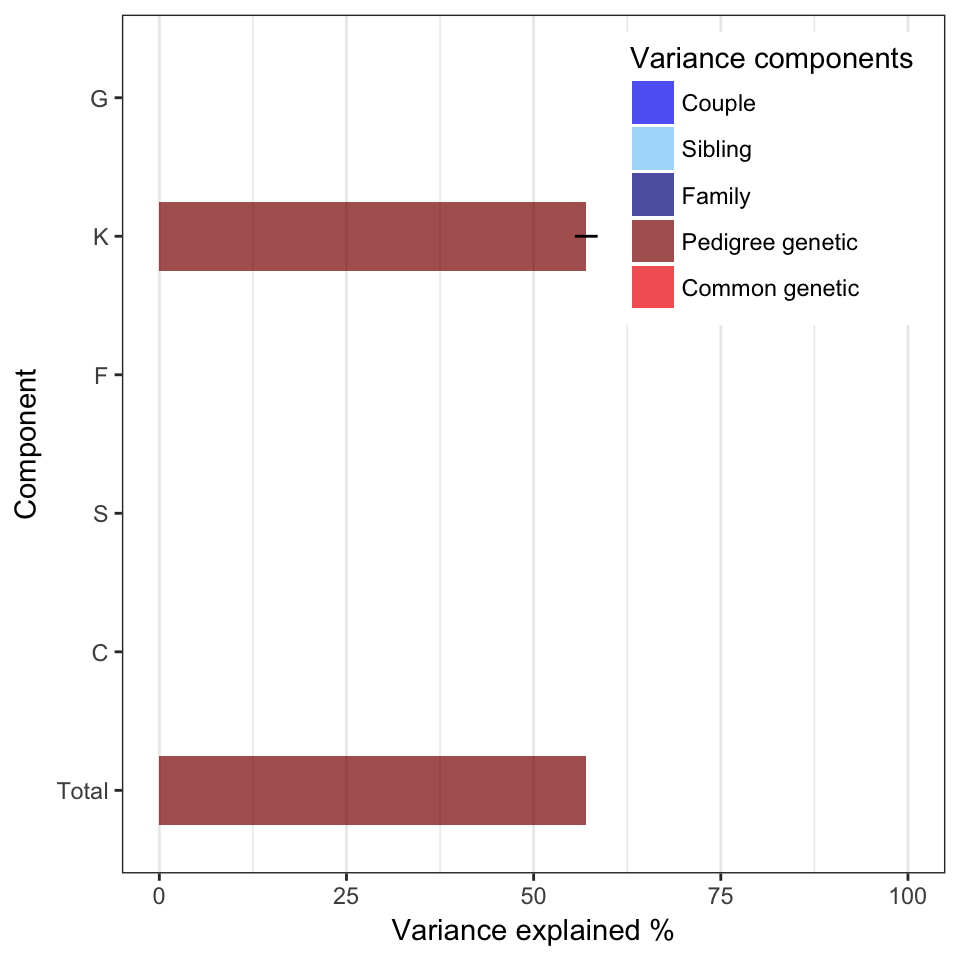 Variance components
Couple
Sibling
Family
Pedigree genetic
Common genetic
G
K
F
S
C
Total
Component
0 25 50 75 100
Variance explained %